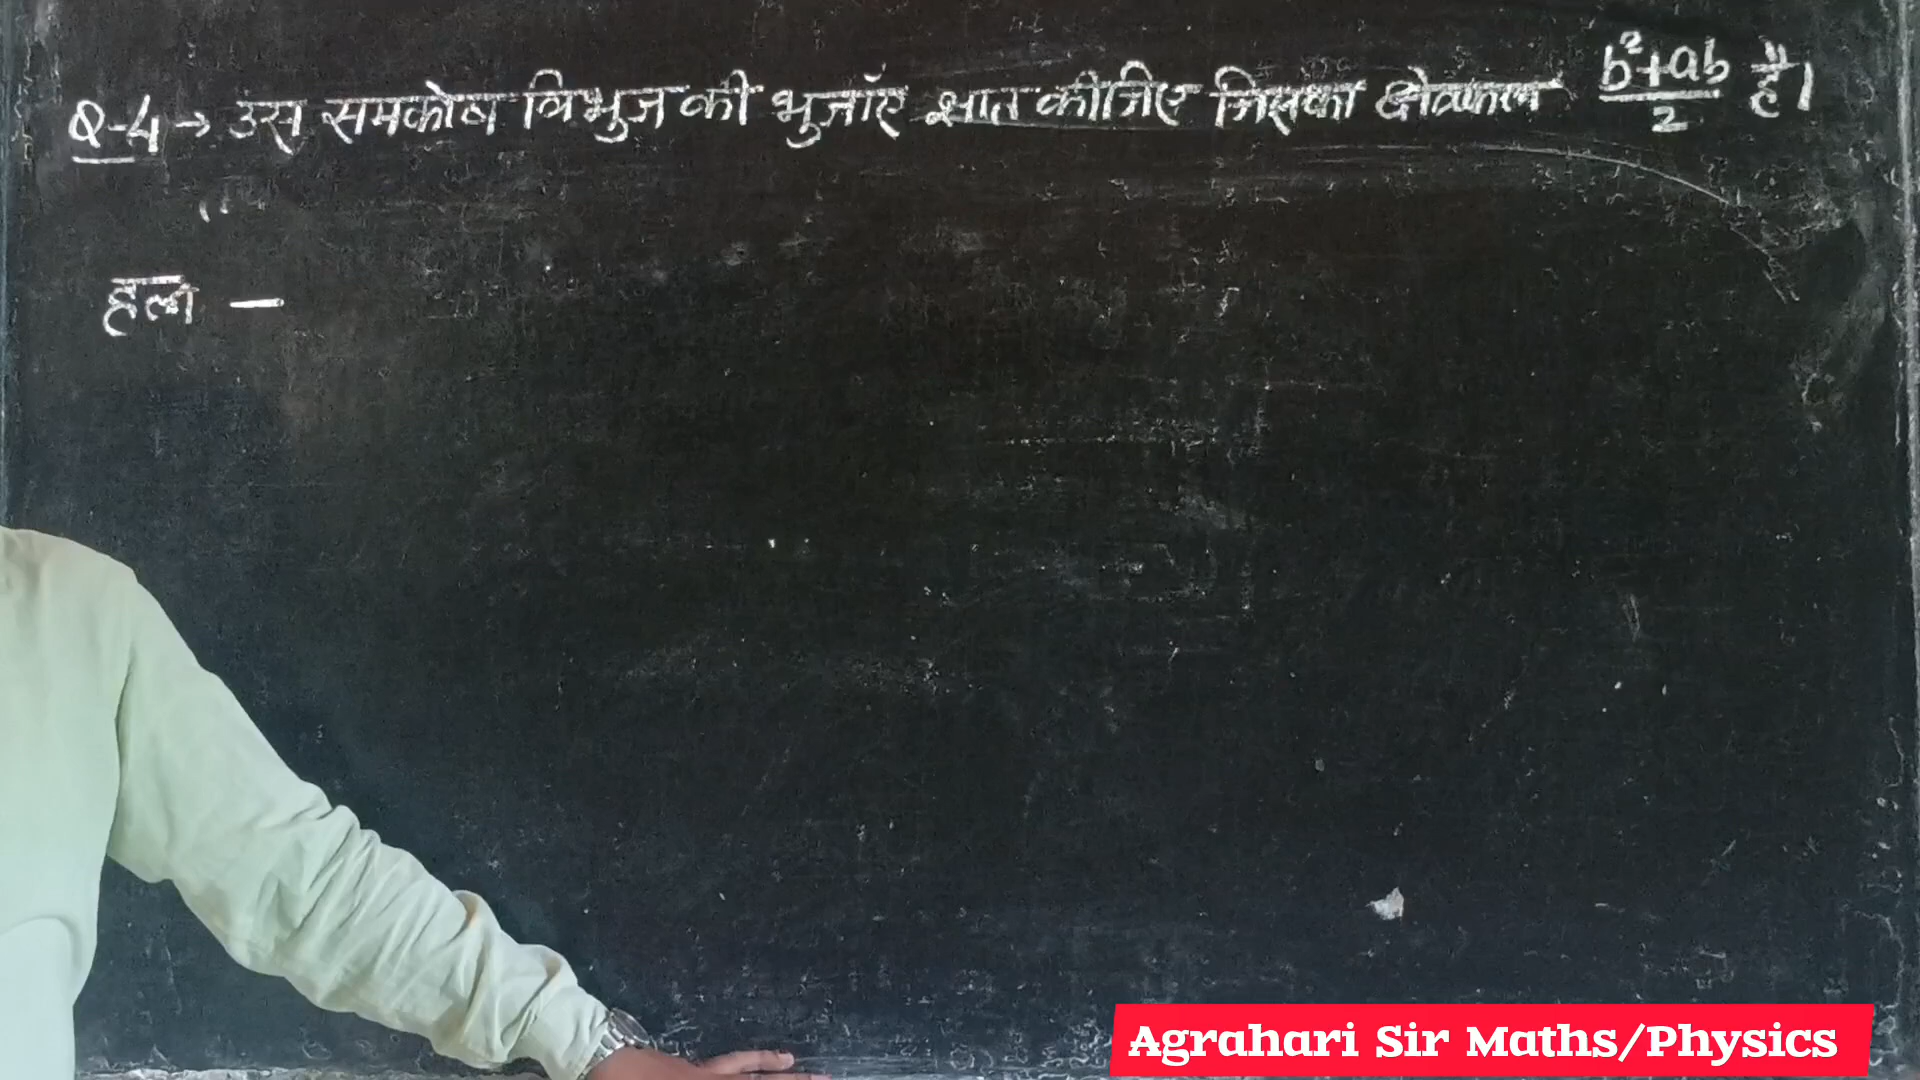 Q-4 → उस समकोण त्रिभुज की भुजाएँ ज्ञात कीजिए जिसका क्षेत्रफल b²+ab/2 है।
हल —
Agrahari Sir Maths/Physics